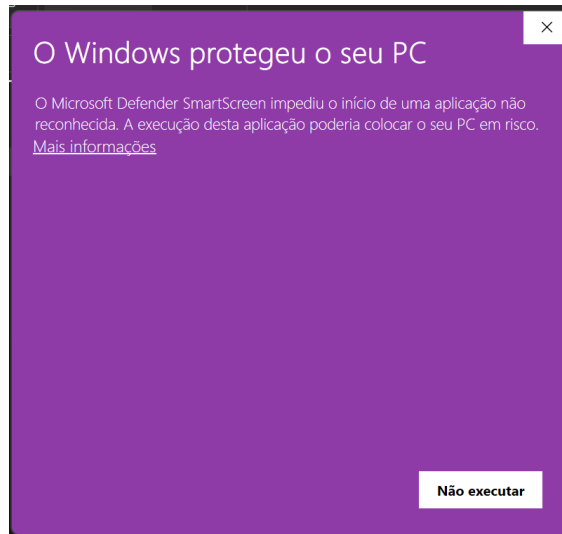 O Windows protegeu o seu PC
O Microsoft Defender SmartScreen impediu o início de uma aplicação não
reconhecida. A execução desta aplicação poderia colocar o seu PC em risco.
Mais informações
Não executar